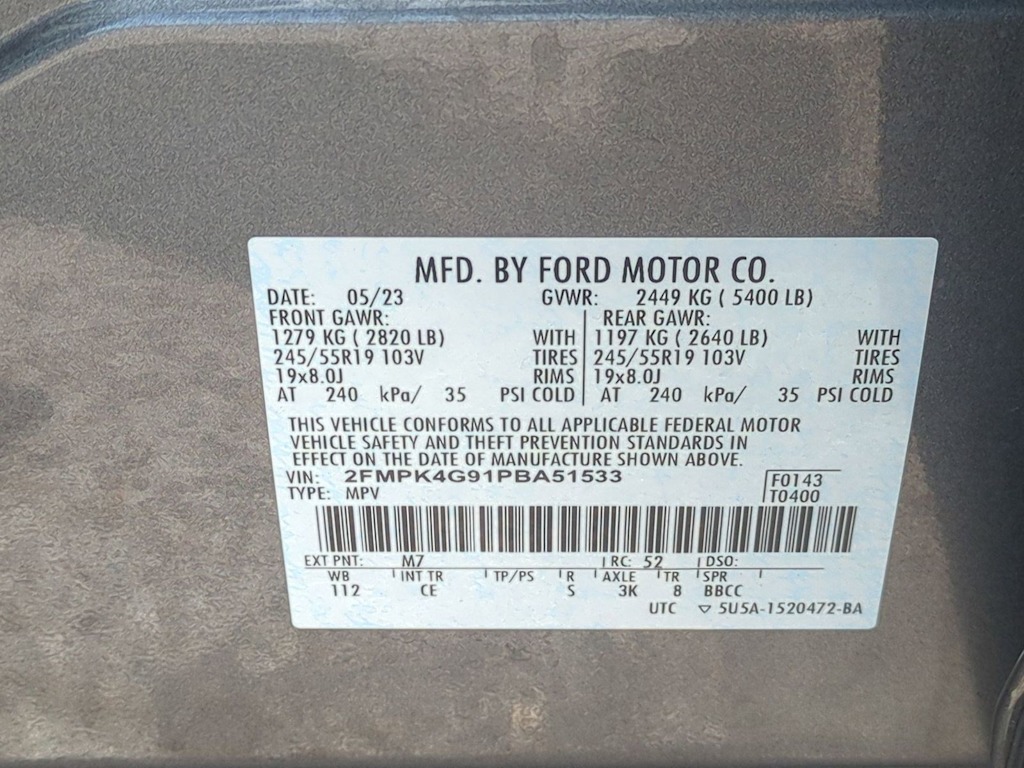 MFD. BY FORD MOTOR CO.
DATE: 05/23 GVWR: 2449 KG ( 5400 LB)
FRONT GAWR: REAR GAWR:
1279 KG ( 2820 LB) WITH 1197 KG ( 2640 LB) WITH
245/55R19 103V TIRES 245/55R19 103V TIRES
19x8.0J RIMS 19x8.0J RIMS
AT 240 kPa/ 35 PSI COLD AT 240 kPa/ 35 PSI COLD
THIS VEHICLE CONFORMS TO ALL APPLICABLE FEDERAL MOTOR
VEHICLE SAFETY AND THEFT PREVENTION STANDARDS IN
EFFECT ON THE DATE OF MANUFACTURE SHOWN ABOVE.
VIN: 2FMPK4G91PBA51533 F0143
TYPE: MPV T0400
EXT PNT: M7 RC: 52 DSO:
WB INT TR TP/PS R AXLE TR SPR
112 CE S 3K 8 BBCC
UTC ▽ 5U5A-1520472-BA